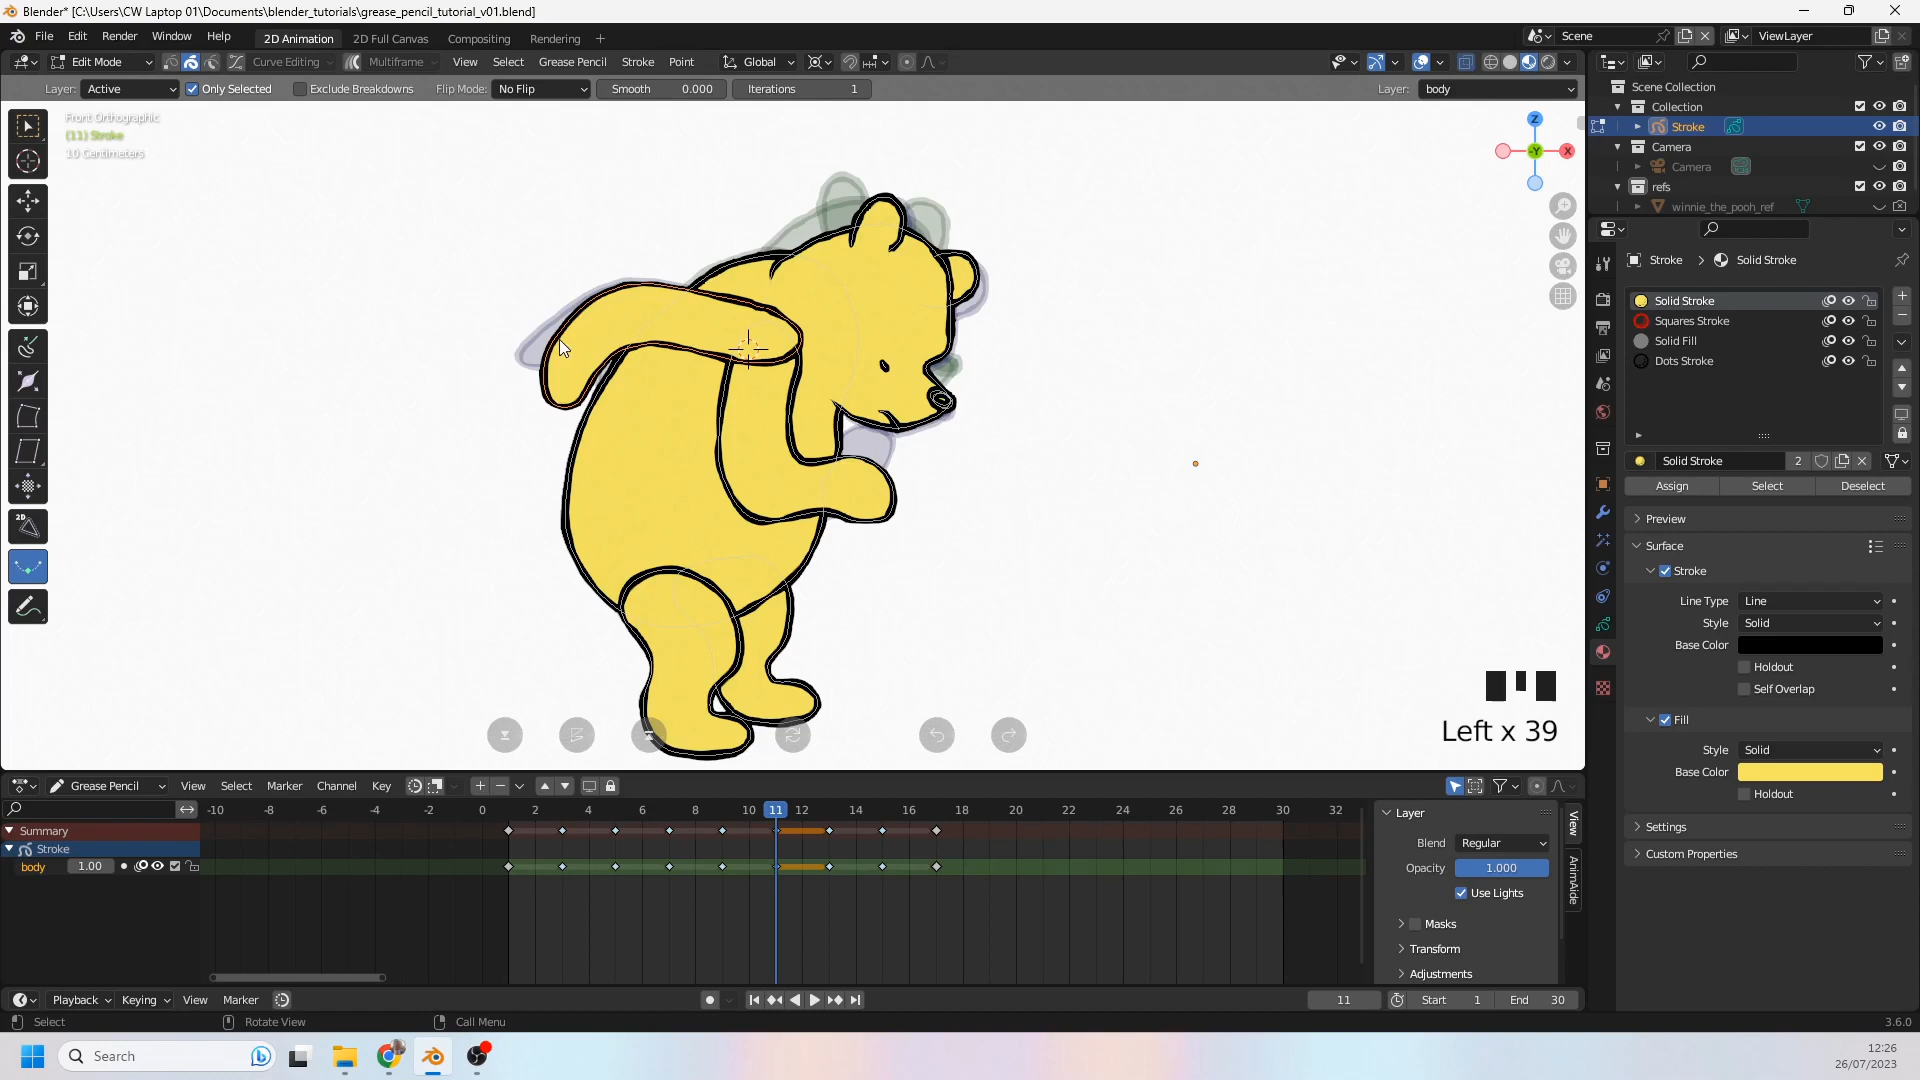 Blender* [C:\Users\CW Laptop 01\Documents\blender_tutorials\grease_pencil_tutorial_v01.blend]
File Edit Render Window Help 2D Animation 2D Full Canvas Compositing Rendering + Scene ViewLayer
Edit Mode Curve Editing Multiframe View Select Grease Pencil Stroke Point Global
Layer: Active Only Selected Exclude Breakdowns Flip Mode: No Flip Smooth 0.000 Iterations 1 Layer: body
Front Orthographic
(11) Stroke
10 Centimeters
Z
-Y
X
2D
Left x 39
Scene Collection
Collection
Stroke
Camera
Camera
refs
winnie_the_pooh_ref
Stroke > Solid Stroke
Solid Stroke
Squares Stroke
Solid Fill
Dots Stroke
Solid Stroke 2
Assign Select Deselect
Preview
Surface
Stroke
Line Type Line
Style Solid
Base Color
Holdout
Self Overlap
Fill
Style Solid
Base Color
Holdout
Settings
Custom Properties
Grease Pencil View Select Marker Channel Key
-10 -8 -6 -4 -2 0 2 4 6 8 10 11 12 14 16 18 20 22 24 26 28 30 32
Summary
Stroke
body 1.00
Layer
Blend Regular
Opacity 1.000
Use Lights
Masks
Transform
Adjustments
View
AnimAide
Playback Keying View Marker 11 Start 1 End 30
Select Rotate View Call Menu 3.6.0
Search
12:26
26/07/2023